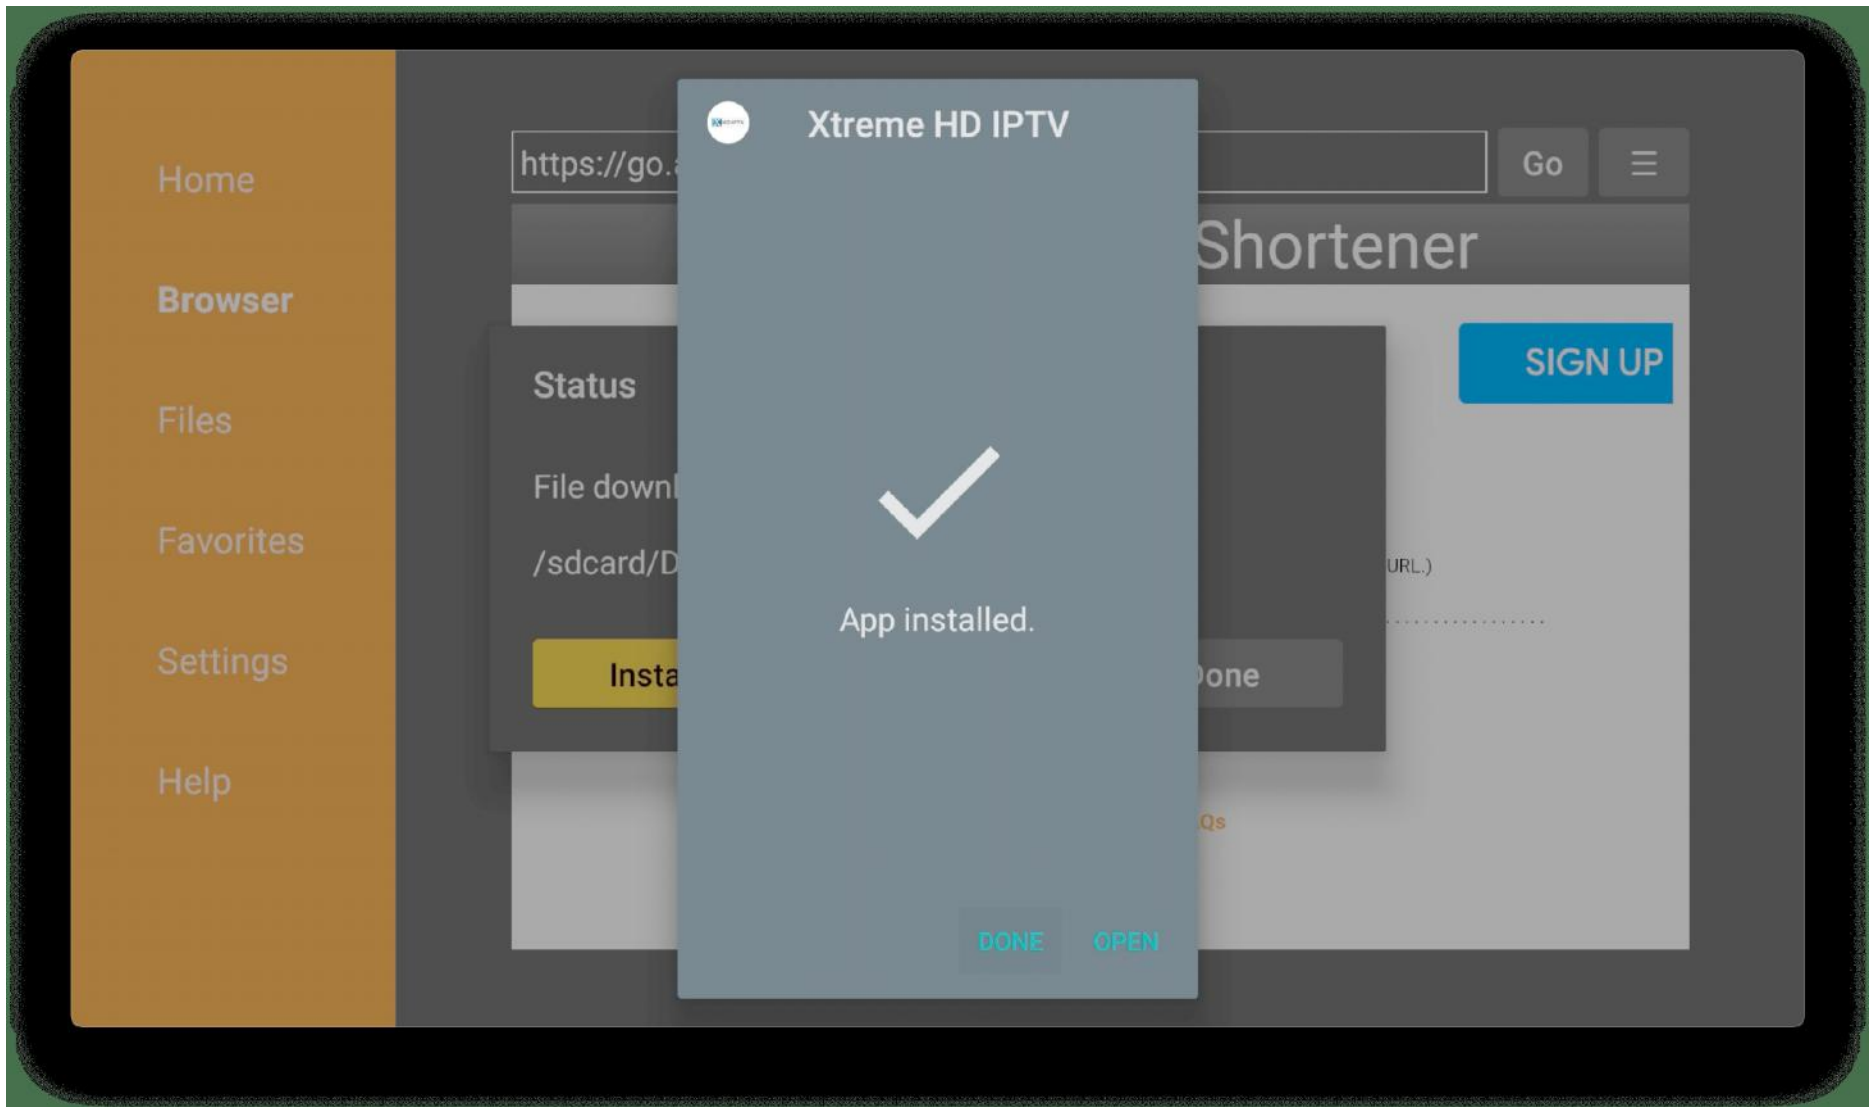 Home
Browser
Files
Favorites
Settings
Help
https://go.
Go
Shortener
SIGN UP
Status
File downl
/sdcard/D
URL.)
Insta
Done
Qs
Xtreme HD IPTV
App installed.
DONE OPEN